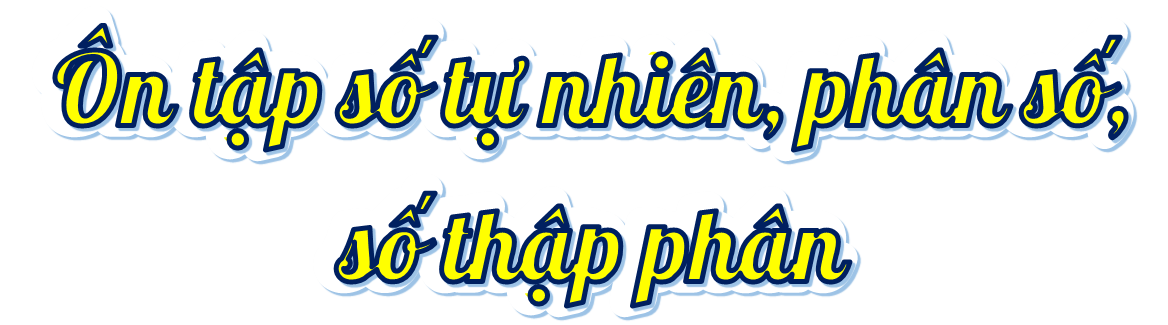 Ôn tập số tự nhiên, phân số,
số thập phân